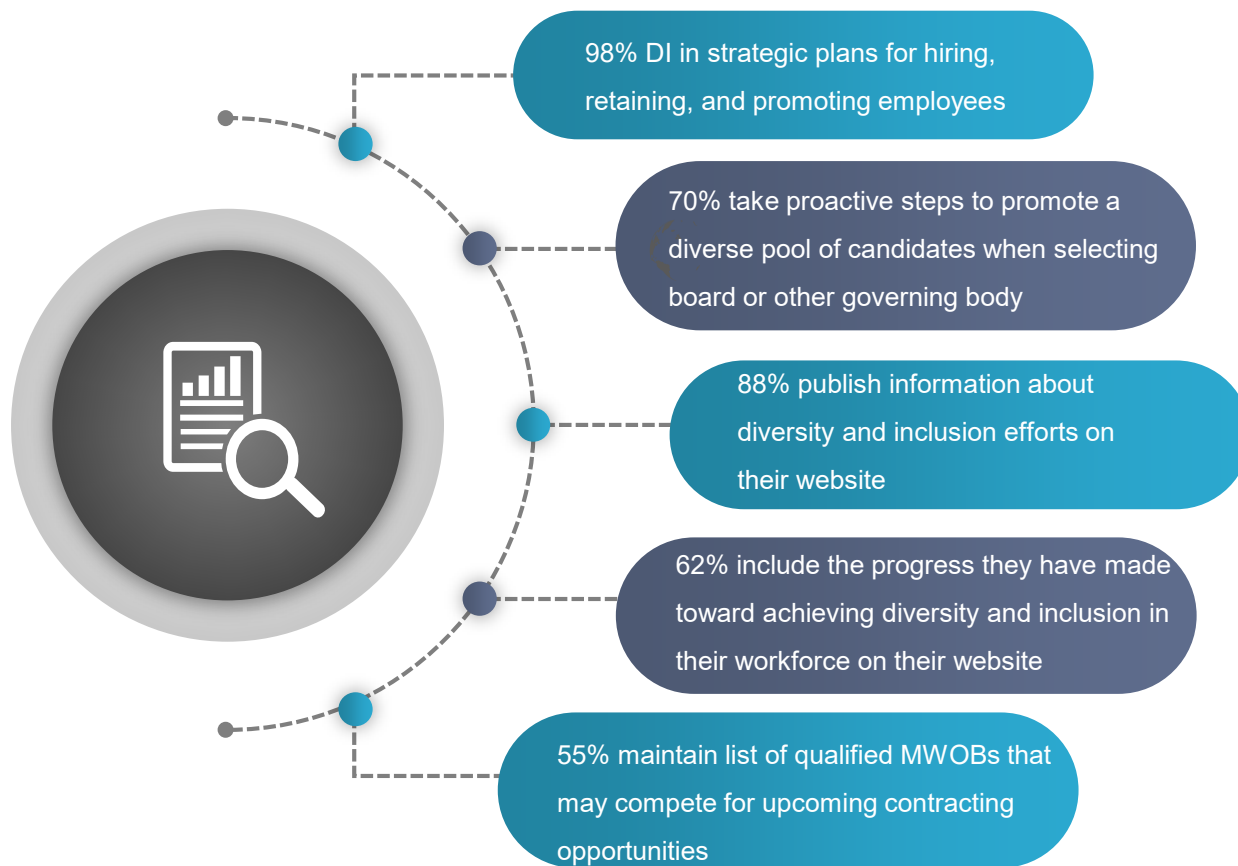 98% DI in strategic plans for hiring,
retaining, and promoting employees
70% take proactive steps to promote a
diverse pool of candidates when selecting
board or other governing body
88% publish information about
diversity and inclusion efforts on
their website
62% include the progress they have made
toward achieving diversity and inclusion in
their workforce on their website
55% maintain list of qualified MWOBs that
may compete for upcoming contracting
opportunities